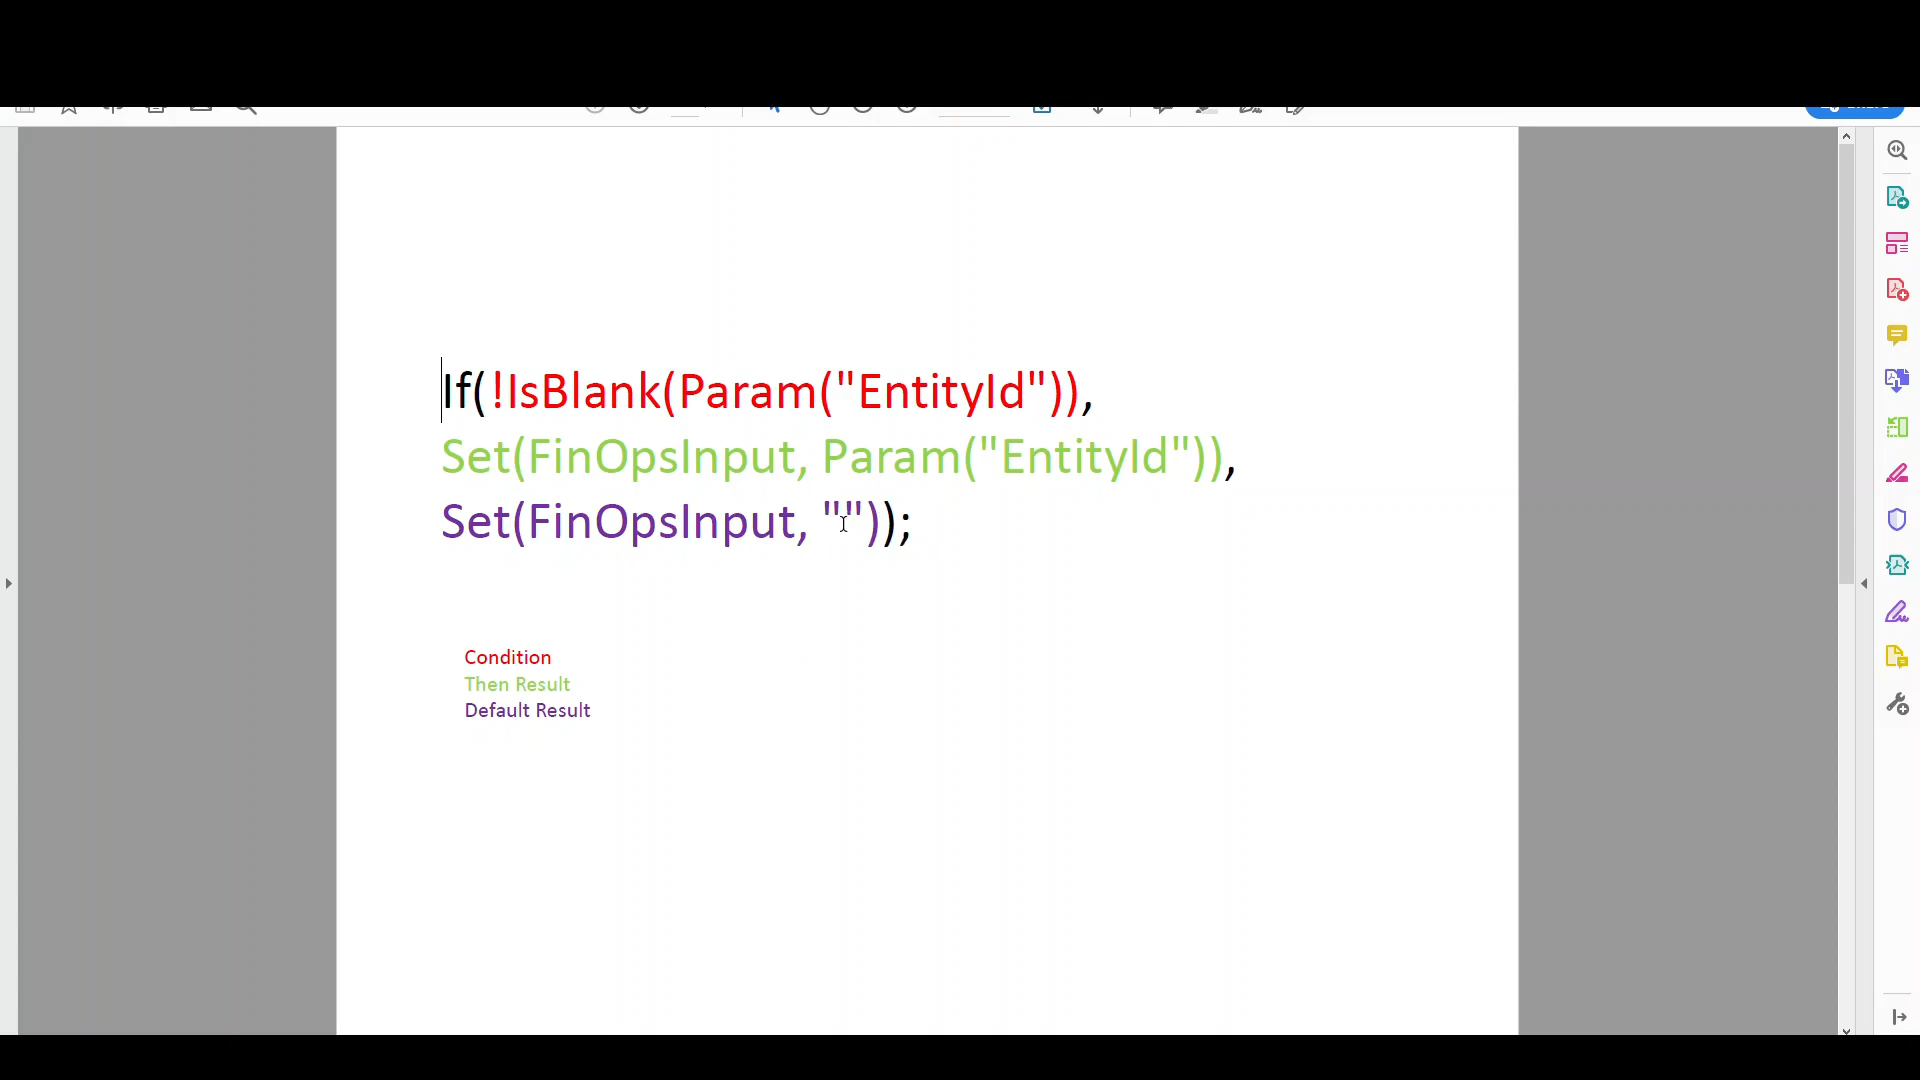 If(!IsBlank(Param("EntityId")),
Set(FinOpsInput, Param("EntityId")),
Set(FinOpsInput, ""));
Condition
Then Result
Default Result